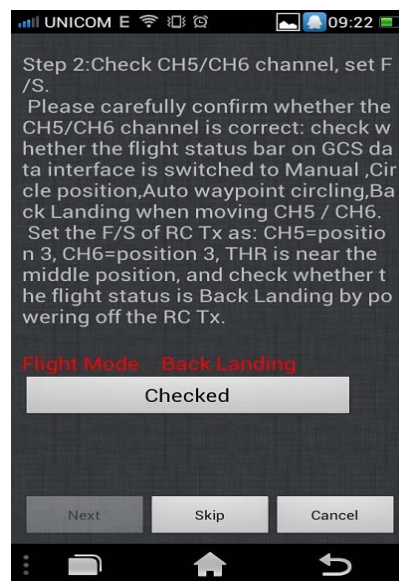 UNICOM E 09:22
Step 2:Check CH5/CH6 channel, set F
/S.
Please carefully confirm whether the
CH5/CH6 channel is correct: check w
hether the flight status bar on GCS da
ta interface is switched to Manual ,Cir
cle position,Auto waypoint circling,Ba
ck Landing when moving CH5 / CH6.
Set the F/S of RC Tx as: CH5=positio
n 3, CH6=position 3, THR is near the
middle position, and check whether t
he flight status is Back Landing by po
wering off the RC Tx.
Flight Mode Back Landing
Checked
Next Skip Cancel